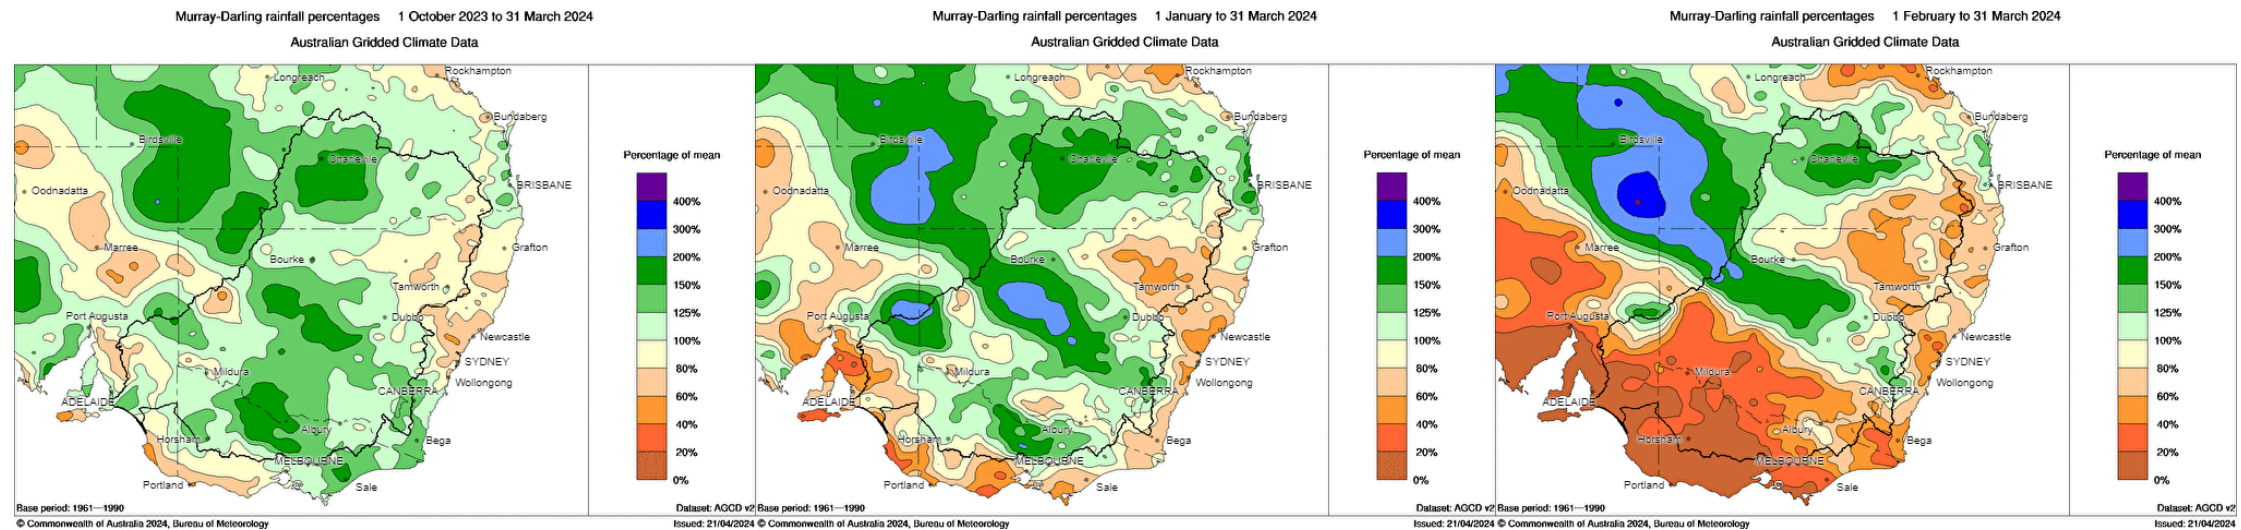 Murray-Darling rainfall percentages 1 October 2023 to 31 March 2024
Australian Gridded Climate Data
Longreach
Rockhampton
Bundaberg
Birdsville
Charleville
Oodnadatta
BRISBANE
Marree
Grafton
Bourke
Tamworth
Port Augusta
Dubbo
Newcastle
SYDNEY
Mildura
Wollongong
CANBERRA
ADELAIDE
Albury
Horsham
Bega
MELBOURNE
Portland
Sale
Percentage of mean
400%
300%
200%
150%
125%
100%
80%
60%
40%
20%
0%
Base period: 1961—1990
Dataset: AGCD v2
© Commonwealth of Australia 2024, Bureau of Meteorology
Issued: 21/04/2024
Murray-Darling rainfall percentages 1 January to 31 March 2024
Australian Gridded Climate Data
Longreach
Rockhampton
Bundaberg
Birdsville
Charleville
Oodnadatta
BRISBANE
Marree
Grafton
Bourke
Tamworth
Port Augusta
Dubbo
Newcastle
SYDNEY
Mildura
Wollongong
CANBERRA
ADELAIDE
Albury
Horsham
Bega
MELBOURNE
Portland
Sale
Percentage of mean
400%
300%
200%
150%
125%
100%
80%
60%
40%
20%
0%
Base period: 1961—1990
Dataset: AGCD v2
© Commonwealth of Australia 2024, Bureau of Meteorology
Issued: 21/04/2024
Murray-Darling rainfall percentages 1 February to 31 March 2024
Australian Gridded Climate Data
Longreach
Rockhampton
Bundaberg
Birdsville
Charleville
Oodnadatta
BRISBANE
Marree
Grafton
Bourke
Tamworth
Port Augusta
Dubbo
Newcastle
SYDNEY
Mildura
Wollongong
CANBERRA
ADELAIDE
Albury
Horsham
Bega
MELBOURNE
Portland
Sale
Percentage of mean
400%
300%
200%
150%
125%
100%
80%
60%
40%
20%
0%
Base period: 1961—1990
Dataset: AGCD v2
© Commonwealth of Australia 2024, Bureau of Meteorology
Issued: 21/04/2024